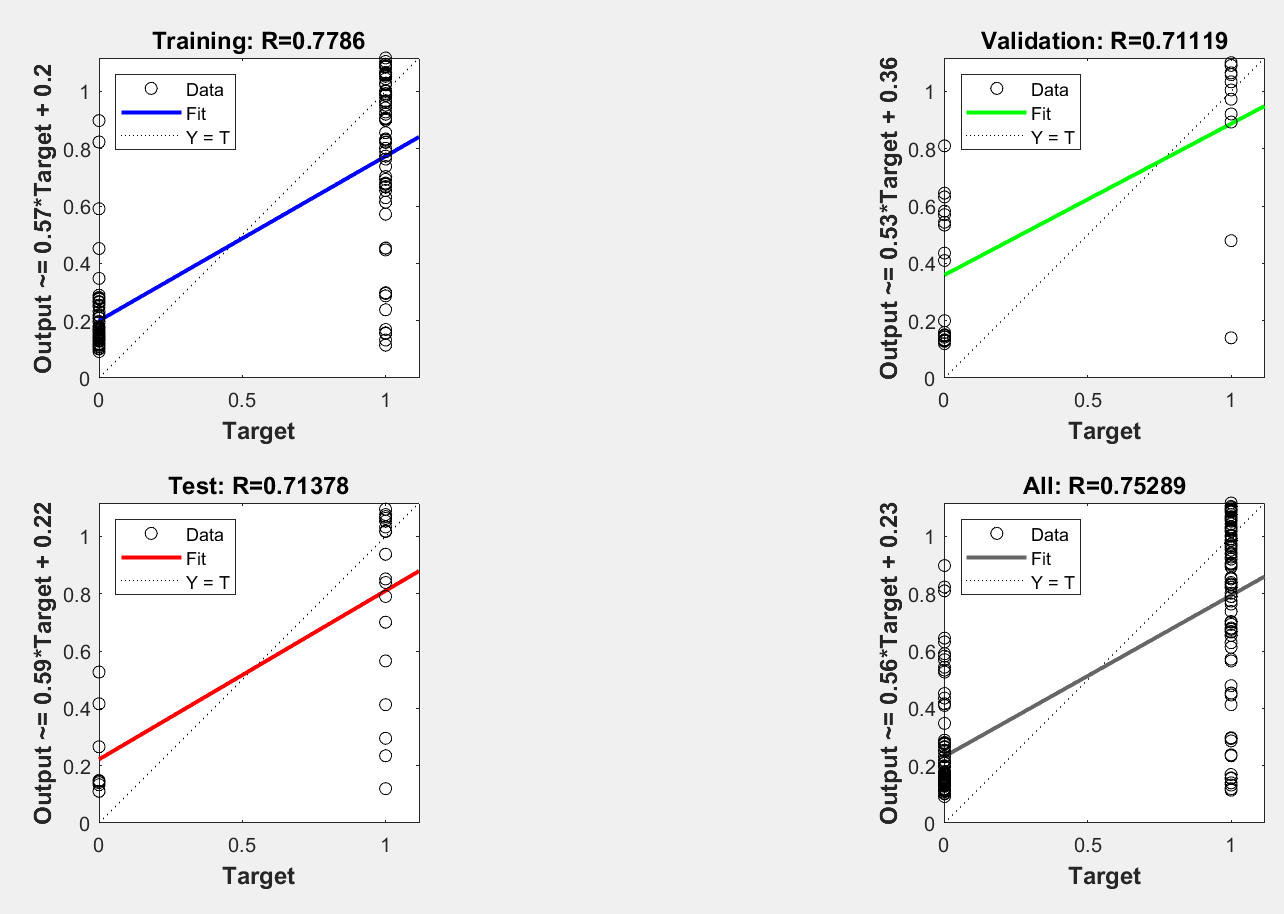 Training: R=0.7786
Output ~= 0.57*Target + 0.2
Data
Fit
Y = T
1
0.8
0.6
0.4
0.2
0
0 0.5 1
Target
Validation: R=0.71119
Output ~= 0.53*Target + 0.36
Data
Fit
Y = T
1
0.8
0.6
0.4
0.2
0
0 0.5 1
Target
Test: R=0.71378
Output ~= 0.59*Target + 0.22
Data
Fit
Y = T
1
0.8
0.6
0.4
0.2
0
0 0.5 1
Target
All: R=0.75289
Output ~= 0.56*Target + 0.23
Data
Fit
Y = T
1
0.8
0.6
0.4
0.2
0
0 0.5 1
Target